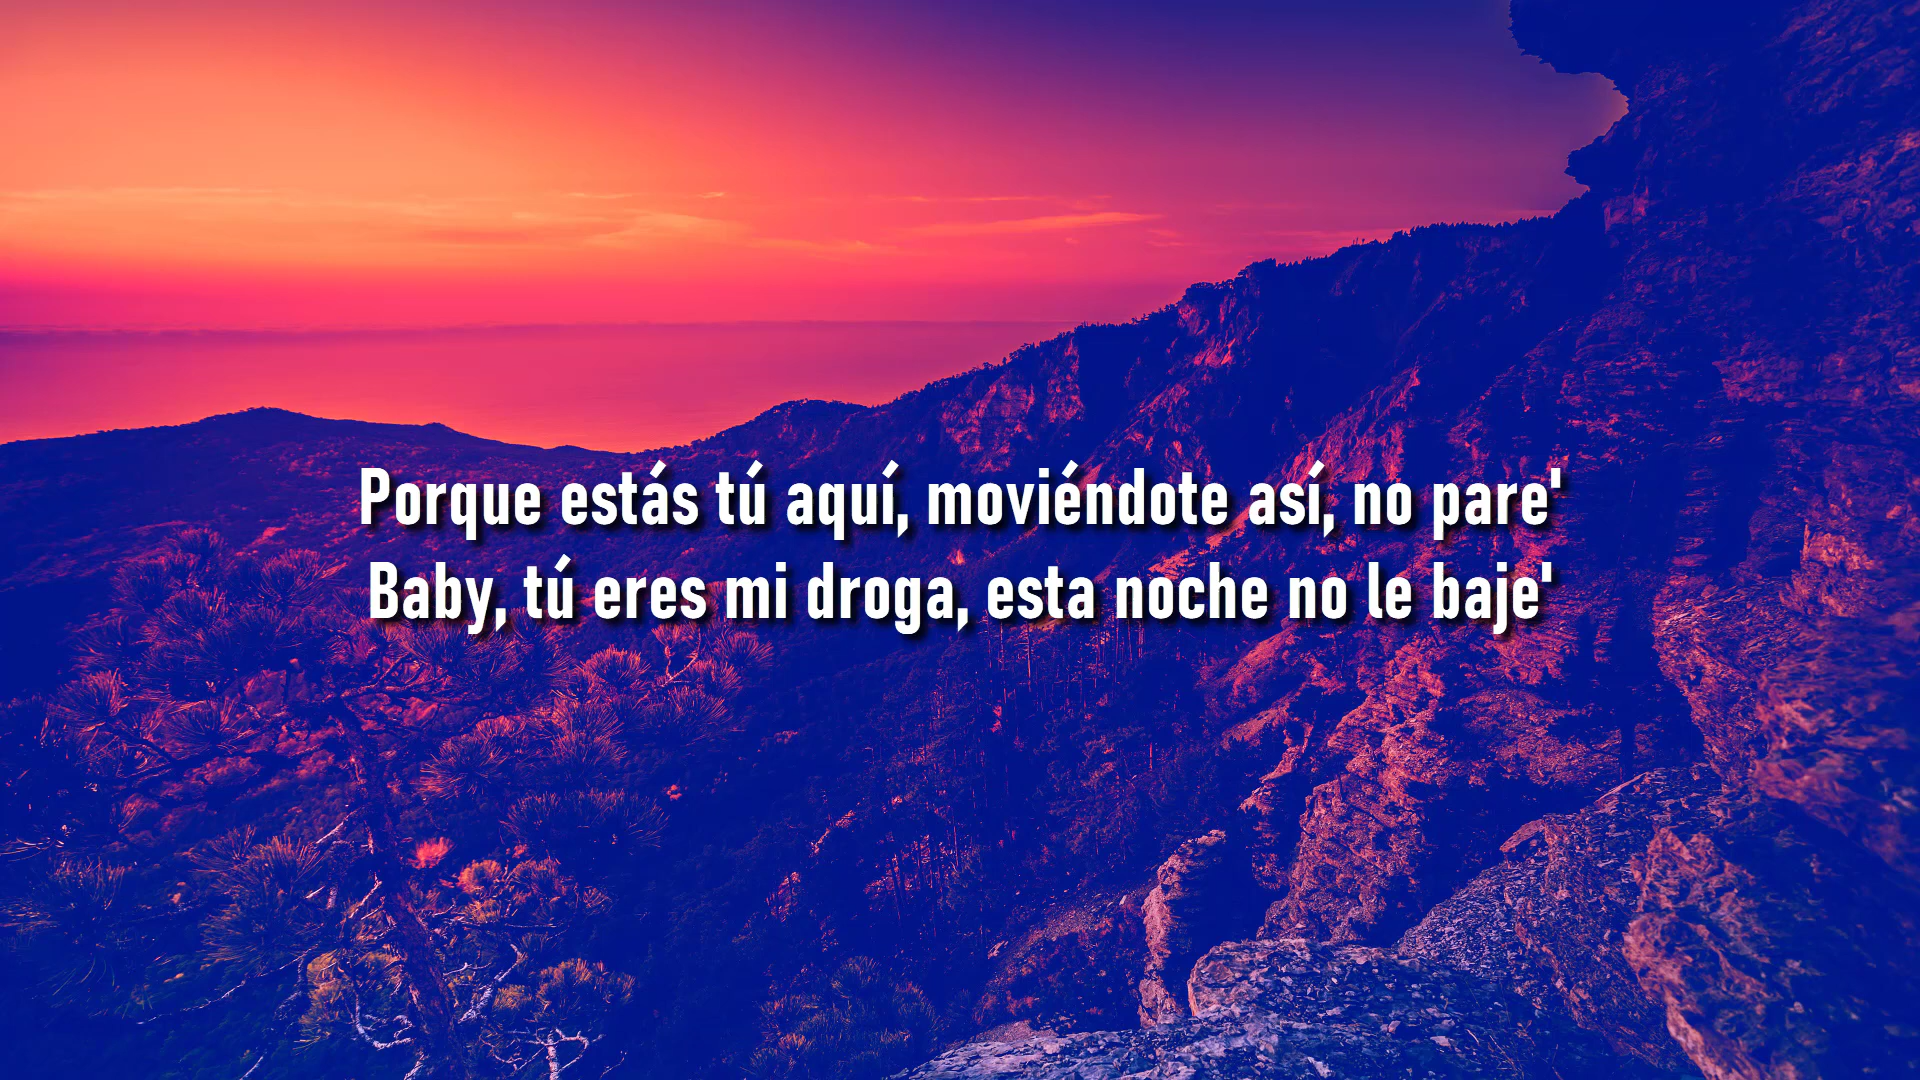 Porque estás tú aquí, moviéndote así, no pare'
Baby, tú eres mi droga, esta noche no le baje'